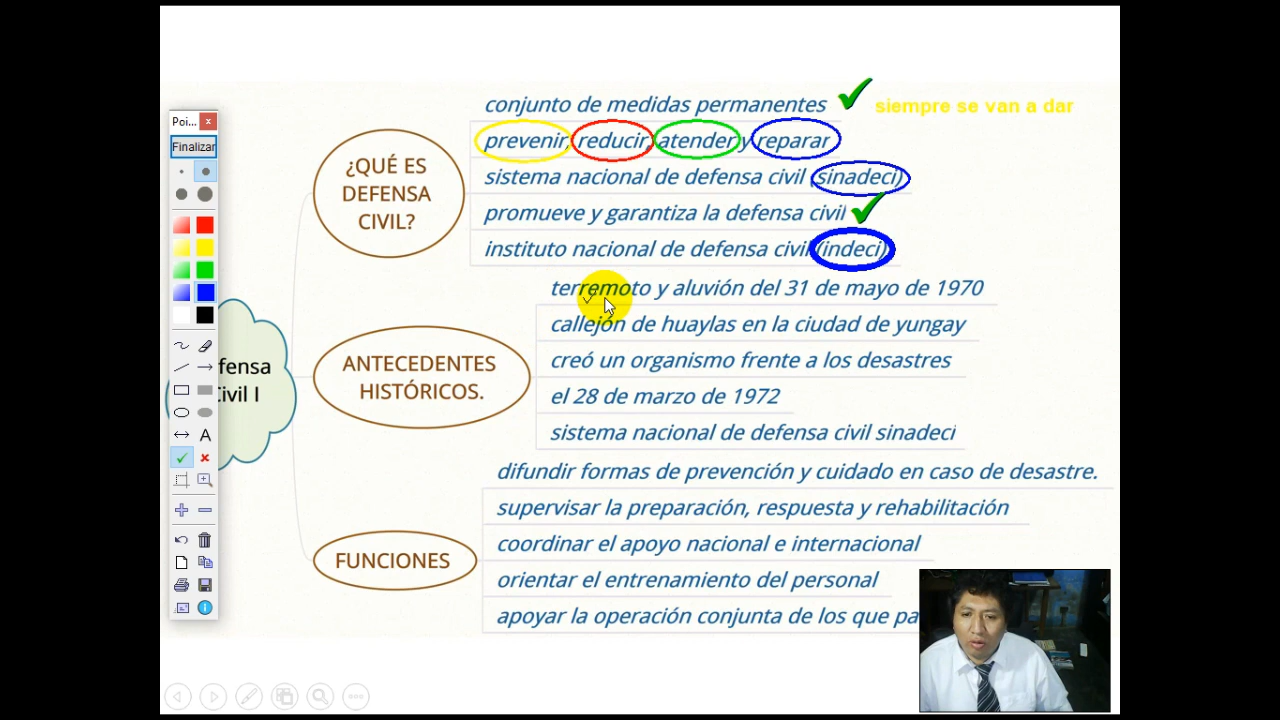 conjunto de medidas permanentes
siempre se van a dar
prevenir, reducir, atender y reparar
sistema nacional de defensa civil (sinadeci)
promueve y garantiza la defensa civil
instituto nacional de defensa civil (indeci)
¿QUÉ ES
DEFENSA
CIVIL?
terremoto y aluvión del 31 de mayo de 1970
callejón de huaylas en la ciudad de yungay
creó un organismo frente a los desastres
el 28 de marzo de 1972
sistema nacional de defensa civil sinadeci
ANTECEDENTES
HISTÓRICOS.
difundir formas de prevención y cuidado en caso de desastre.
supervisar la preparación, respuesta y rehabilitación
coordinar el apoyo nacional e internacional
orientar el entrenamiento del personal
apoyar la operación conjunta de los que pa
FUNCIONES
fensa
ivil I
Poi...
Finalizar
A